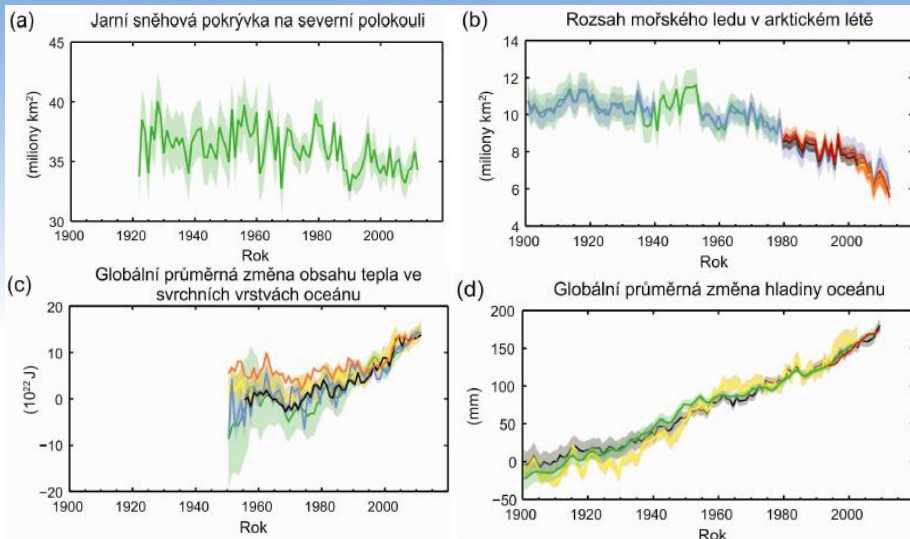 (a)
Jarní sněhová pokrývka na severní polokouli
(miliony km²)
45
40
35
30
1900
1920
1940
1960
1980
2000
Rok
(b)
Rozsah mořského ledu v arktickém létě
(miliony km²)
14
12
10
8
6
4
1900
1920
1940
1960
1980
2000
Rok
(c)
Globální průměrná změna obsahu tepla ve
svrchních vrstvách oceánu
(10²² J)
20
10
0
−10
−20
1900
1920
1940
1960
1980
2000
Rok
(d)
Globální průměrná změna hladiny oceánu
(mm)
200
150
100
50
0
−50
1900
1920
1940
1960
1980
2000
Rok